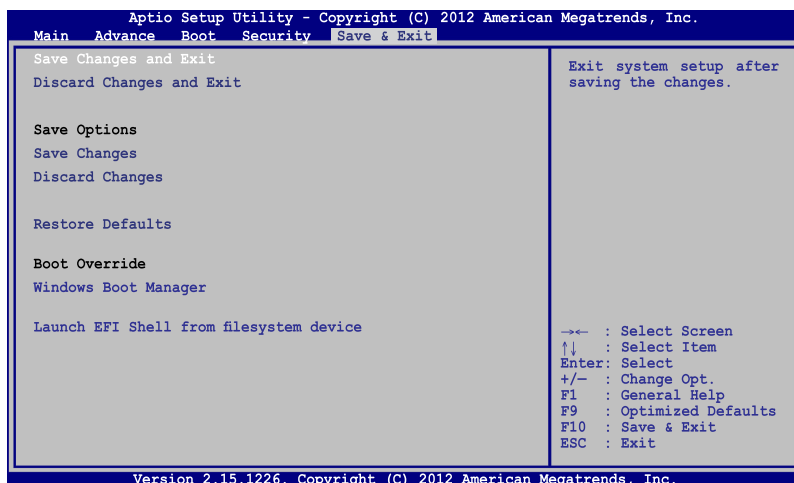 Aptio Setup Utility - Copyright (C) 2012 American Megatrends, Inc.
Main Advance Boot Security Save & Exit
Save Changes and Exit
Discard Changes and Exit
Save Options
Save Changes
Discard Changes
Restore Defaults
Boot Override
Windows Boot Manager
Launch EFI Shell from filesystem device
Exit system setup after
saving the changes.
→← : Select Screen
↑↓ : Select Item
Enter: Select
+/— : Change Opt.
F1 : General Help
F9 : Optimized Defaults
F10 : Save & Exit
ESC : Exit
Version 2.15.1226. Copyright (C) 2012 American Megatrends, Inc.